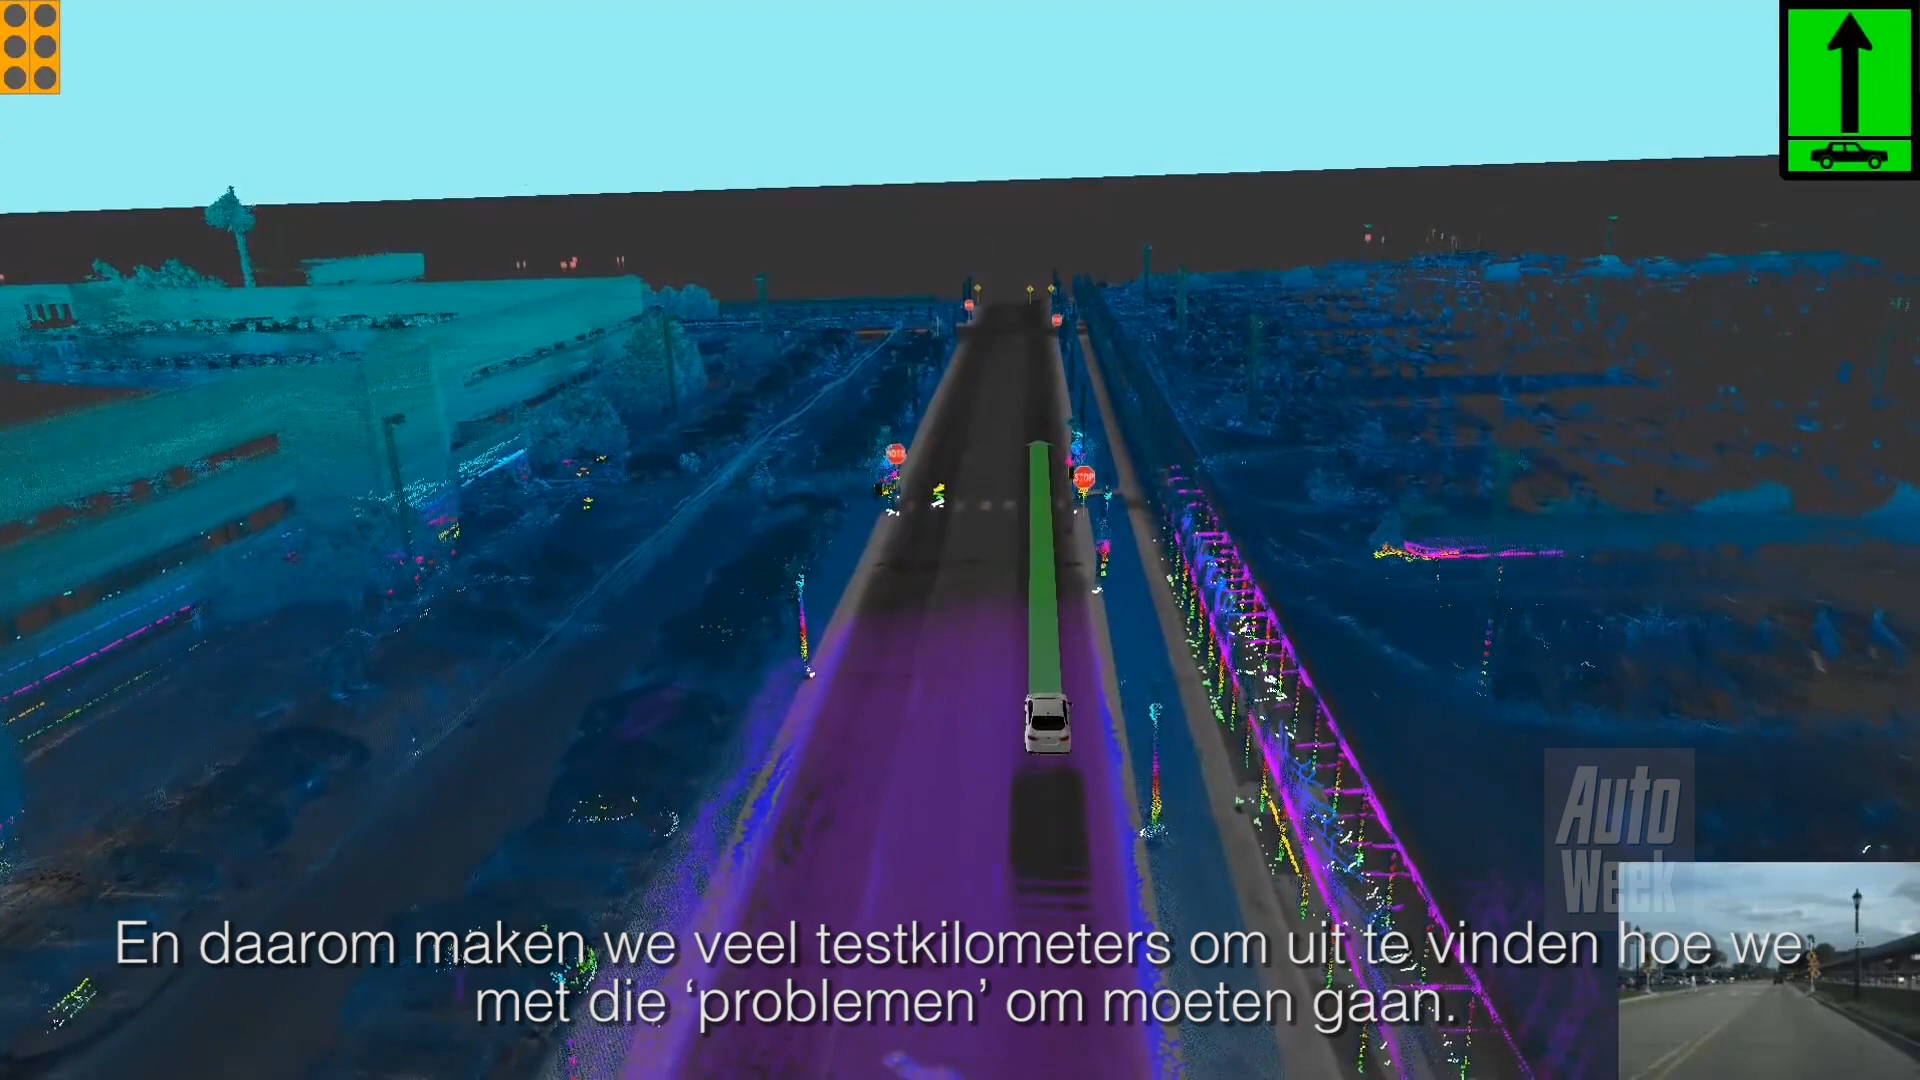 STOP
Auto
Week
En daarom maken we veel testkilometers om uit te vinden hoe we
met die ‘problemen’ om moeten gaan.